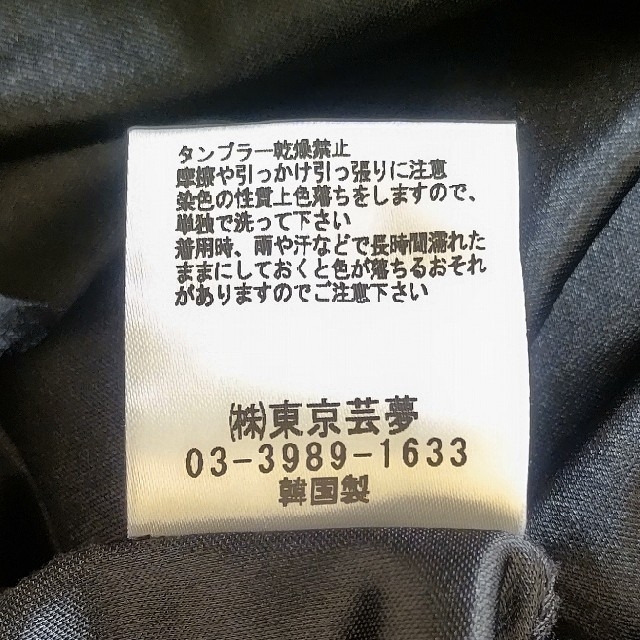 タンブラー乾燥禁止
摩擦や引っかけ引っ張りに注意
染色の性質上色落ちをしますので、
単独で洗って下さい
着用時、雨や汗などで長時間濡れた
ままにしておくと色が落ちるおそれ
がありますのでご注意下さい
㈱東京芸夢
03-3989-1633
韓国製